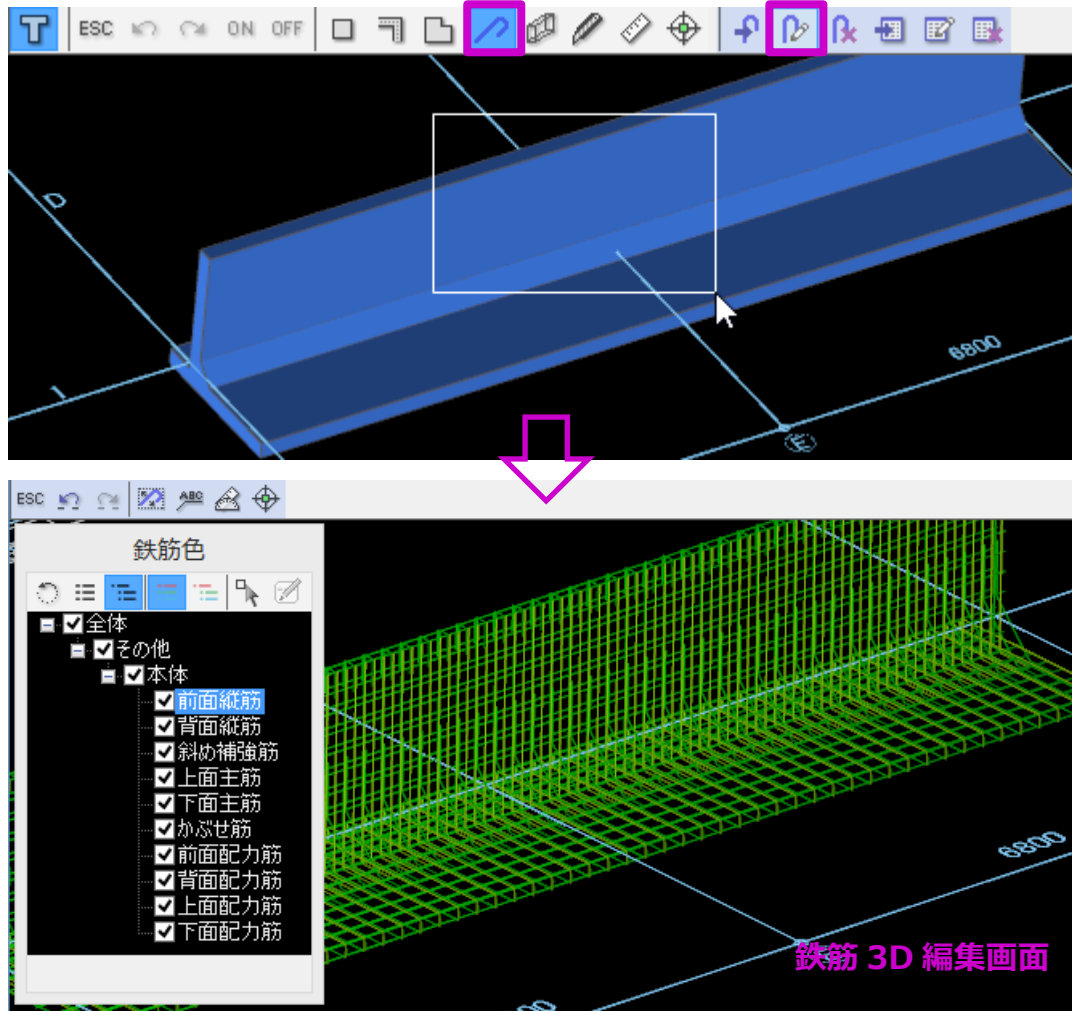 T ESC ON OFF
D
1
6800
ESC ABC
鉄筋色
全体
その他
本体
前面縦筋
背面縦筋
斜め補強筋
上面主筋
下面主筋
かぶせ筋
前面配力筋
背面配力筋
上面配力筋
下面配力筋
6800
鉄筋 3D 編集画面